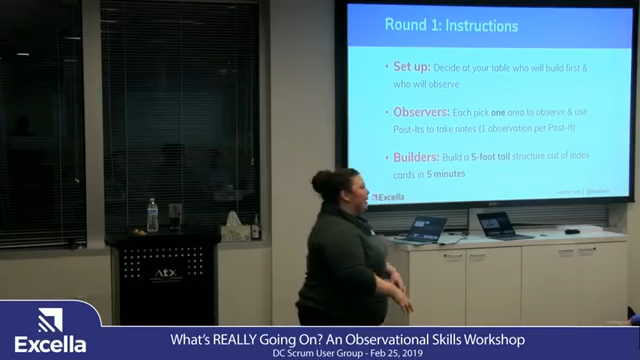 Round 1: Instructions
• Set up: Decide at your table who will build first &
who will observe
• Observers: Each pick one area to observe & use
Post-Its to take notes (1 observation per Post-It)
• Builders: Build a 5-foot tall structure out of index
cards in 5 minutes
Excella
ATX
Excella
What's REALLY Going On? An Observational Skills Workshop
DC Scrum User Group - Feb 25, 2019